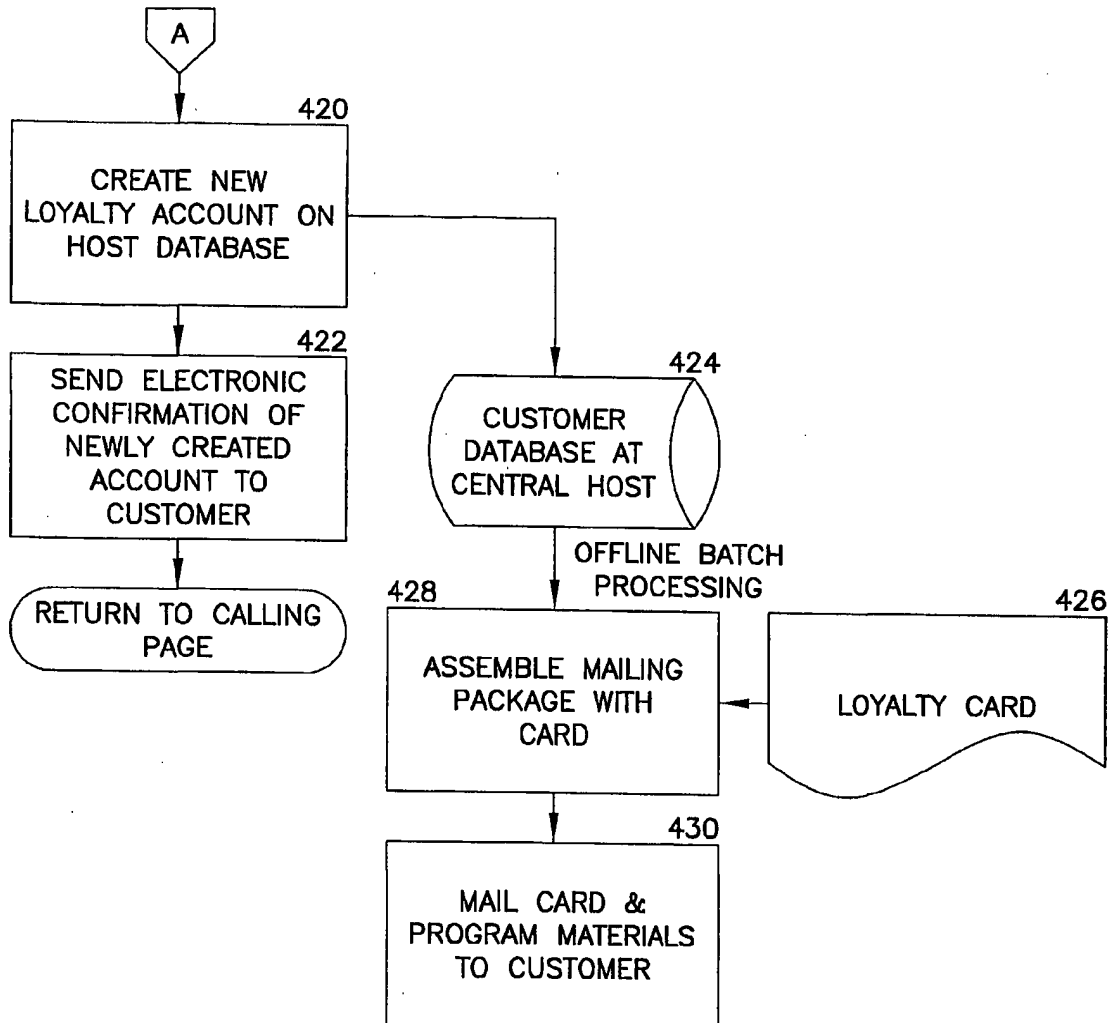 A
420
CREATE NEW
LOYALTY ACCOUNT ON
HOST DATABASE
422
SEND ELECTRONIC
CONFIRMATION OF
NEWLY CREATED
ACCOUNT TO
CUSTOMER
RETURN TO CALLING
PAGE
424
CUSTOMER
DATABASE AT
CENTRAL HOST
OFFLINE BATCH
PROCESSING
428
ASSEMBLE MAILING
PACKAGE WITH
CARD
426
LOYALTY CARD
430
MAIL CARD &
PROGRAM MATERIALS
TO CUSTOMER